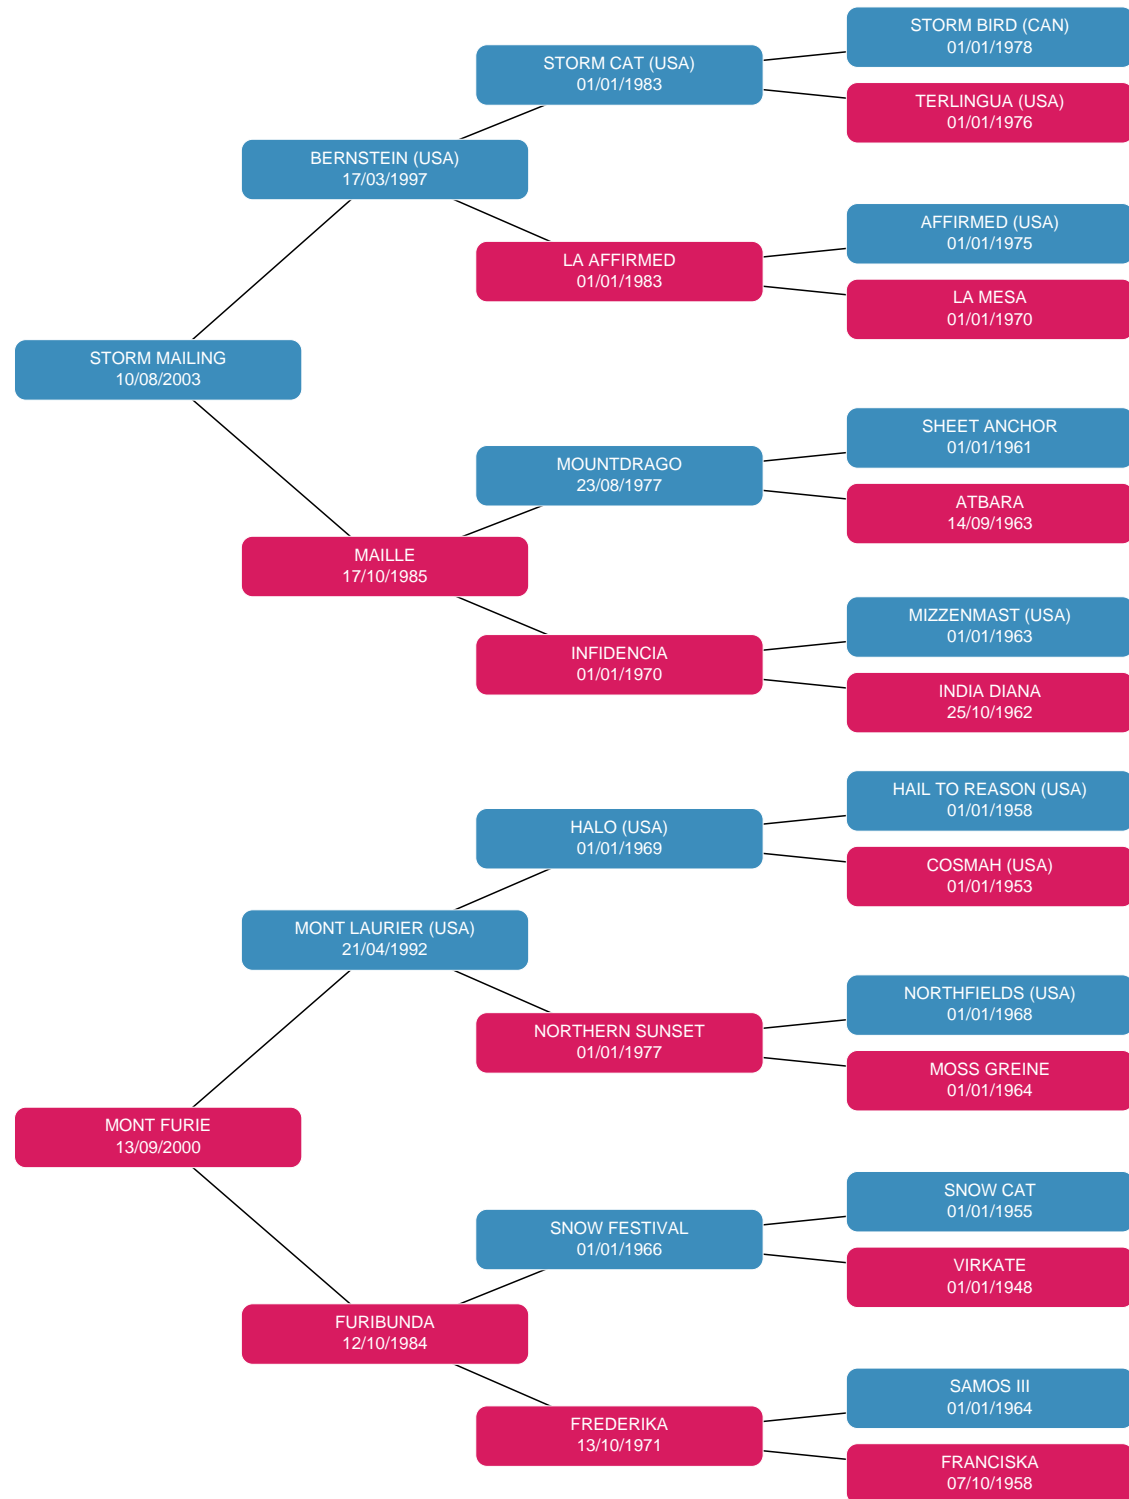 STORM BIRD (CAN)
01/01/1978
STORM CAT (USA)
01/01/1983
TERLINGUA (USA)
01/01/1976
BERNSTEIN (USA)
17/03/1997
AFFIRMED (USA)
01/01/1975
LA AFFIRMED
01/01/1983
LA MESA
01/01/1970
STORM MAILING
10/08/2003
SHEET ANCHOR
01/01/1961
MOUNTDRAGO
23/08/1977
ATBARA
14/09/1963
MAILLE
17/10/1985
MIZZENMAST (USA)
01/01/1963
INFIDENCIA
01/01/1970
INDIA DIANA
25/10/1962
HAIL TO REASON (USA)
01/01/1958
HALO (USA)
01/01/1969
COSMAH (USA)
01/01/1953
MONT LAURIER (USA)
21/04/1992
NORTHFIELDS (USA)
01/01/1968
NORTHERN SUNSET
01/01/1977
MOSS GREINE
01/01/1964
MONT FURIE
13/09/2000
SNOW CAT
01/01/1955
SNOW FESTIVAL
01/01/1966
VIRKATE
01/01/1948
FURIBUNDA
12/10/1984
SAMOS III
01/01/1964
FREDERIKA
13/10/1971
FRANCISKA
07/10/1958